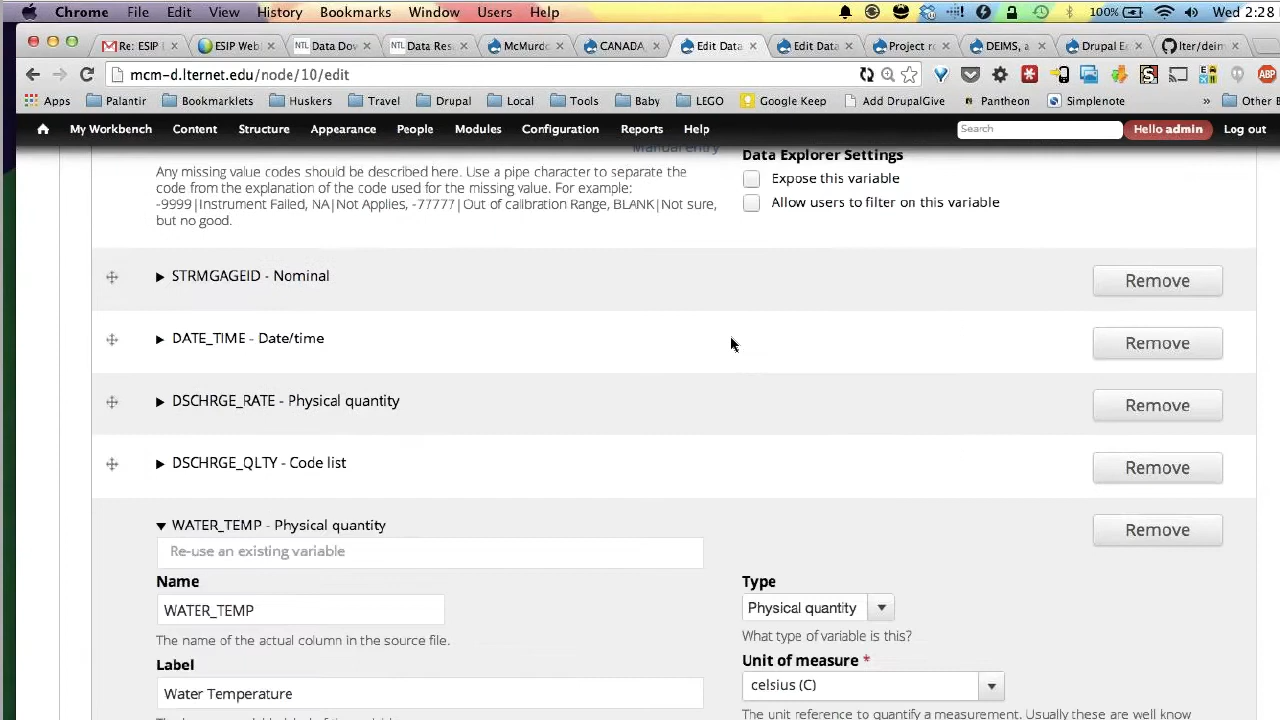 Chrome File Edit View History Bookmarks Window Users Help 100% Wed 2:28
Re: ESIP Web NTL Data Dov NTL Data Res McMurd CANADA Edit Data Edit Data Project ro DEIMS, a Drupal E lter/deim
mcm-d.lternet.edu/node/10/edit
Apps Palantir Bookmarklets Huskers Travel Drupal Local Tools Baby LEGO Google Keep Add DrupalGive Pantheon Simplenote » Other B
My Workbench Content Structure Appearance People Modules Configuration Reports Help Search Hello admin Log out
Manual entry
Data Explorer Settings
Any missing value codes should be described here. Use a pipe character to separate the
code from the explanation of the code used for the missing value. For example:
-9999|Instrument Failed, NA|Not Applies, -77777|Out of calibration Range, BLANK|Not sure,
but no good.
Expose this variable
Allow users to filter on this variable
STRMGAGEID - Nominal Remove
DATE_TIME - Date/time Remove
DSCHRGE_RATE - Physical quantity Remove
DSCHRGE_QLTY - Code list Remove
WATER_TEMP - Physical quantity Remove
Re-use an existing variable
Name
WATER_TEMP
The name of the actual column in the source file.
Label
Water Temperature
Type
Physical quantity
What type of variable is this?
Unit of measure *
celsius (C)
The unit reference to quantify a measurement. Usually these are well know